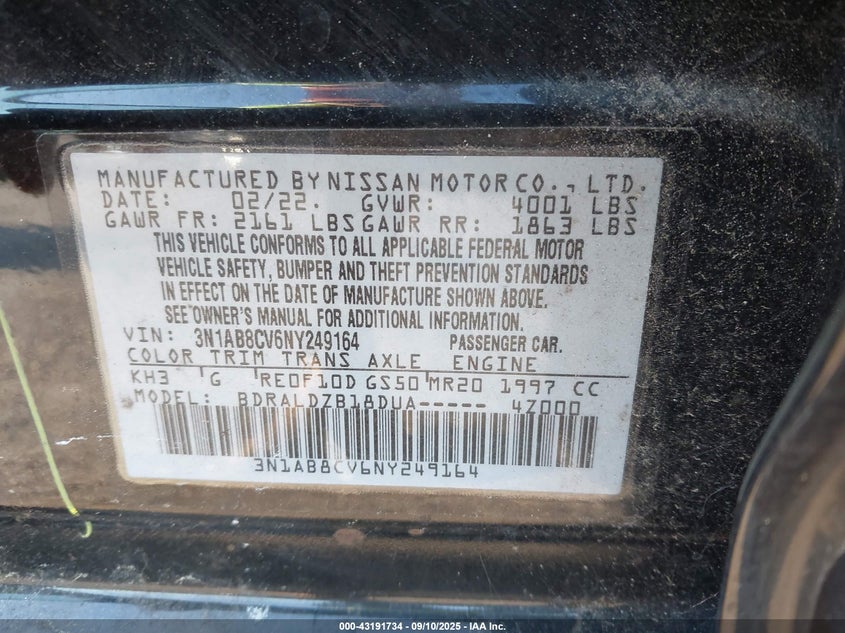 MANUFACTURED BY NISSAN MOTOR CO., LTD.
DATE: 02/22. GVWR: 4001 LBS
GAWR FR: 2161 LBS GAWR RR: 1863 LBS
THIS VEHICLE CONFORMS TO ALL APPLICABLE FEDERAL MOTOR
VEHICLE SAFETY, BUMPER AND THEFT PREVENTION STANDARDS
IN EFFECT ON THE DATE OF MANUFACTURE SHOWN ABOVE.
SEE OWNER'S MANUAL FOR ADDITIONAL INFORMATION.
VIN: 3N1AB8CV6NY249164 PASSENGER CAR.
COLOR TRIM TRANS AXLE ENGINE
KH3 G RE0F10D GS50 MR20 1997 CC
MODEL: BDRALDZB18DUA----- 4Z000
3N1AB8CV6NY249164
000-43191734 - 09/10/2025 - IAA Inc.